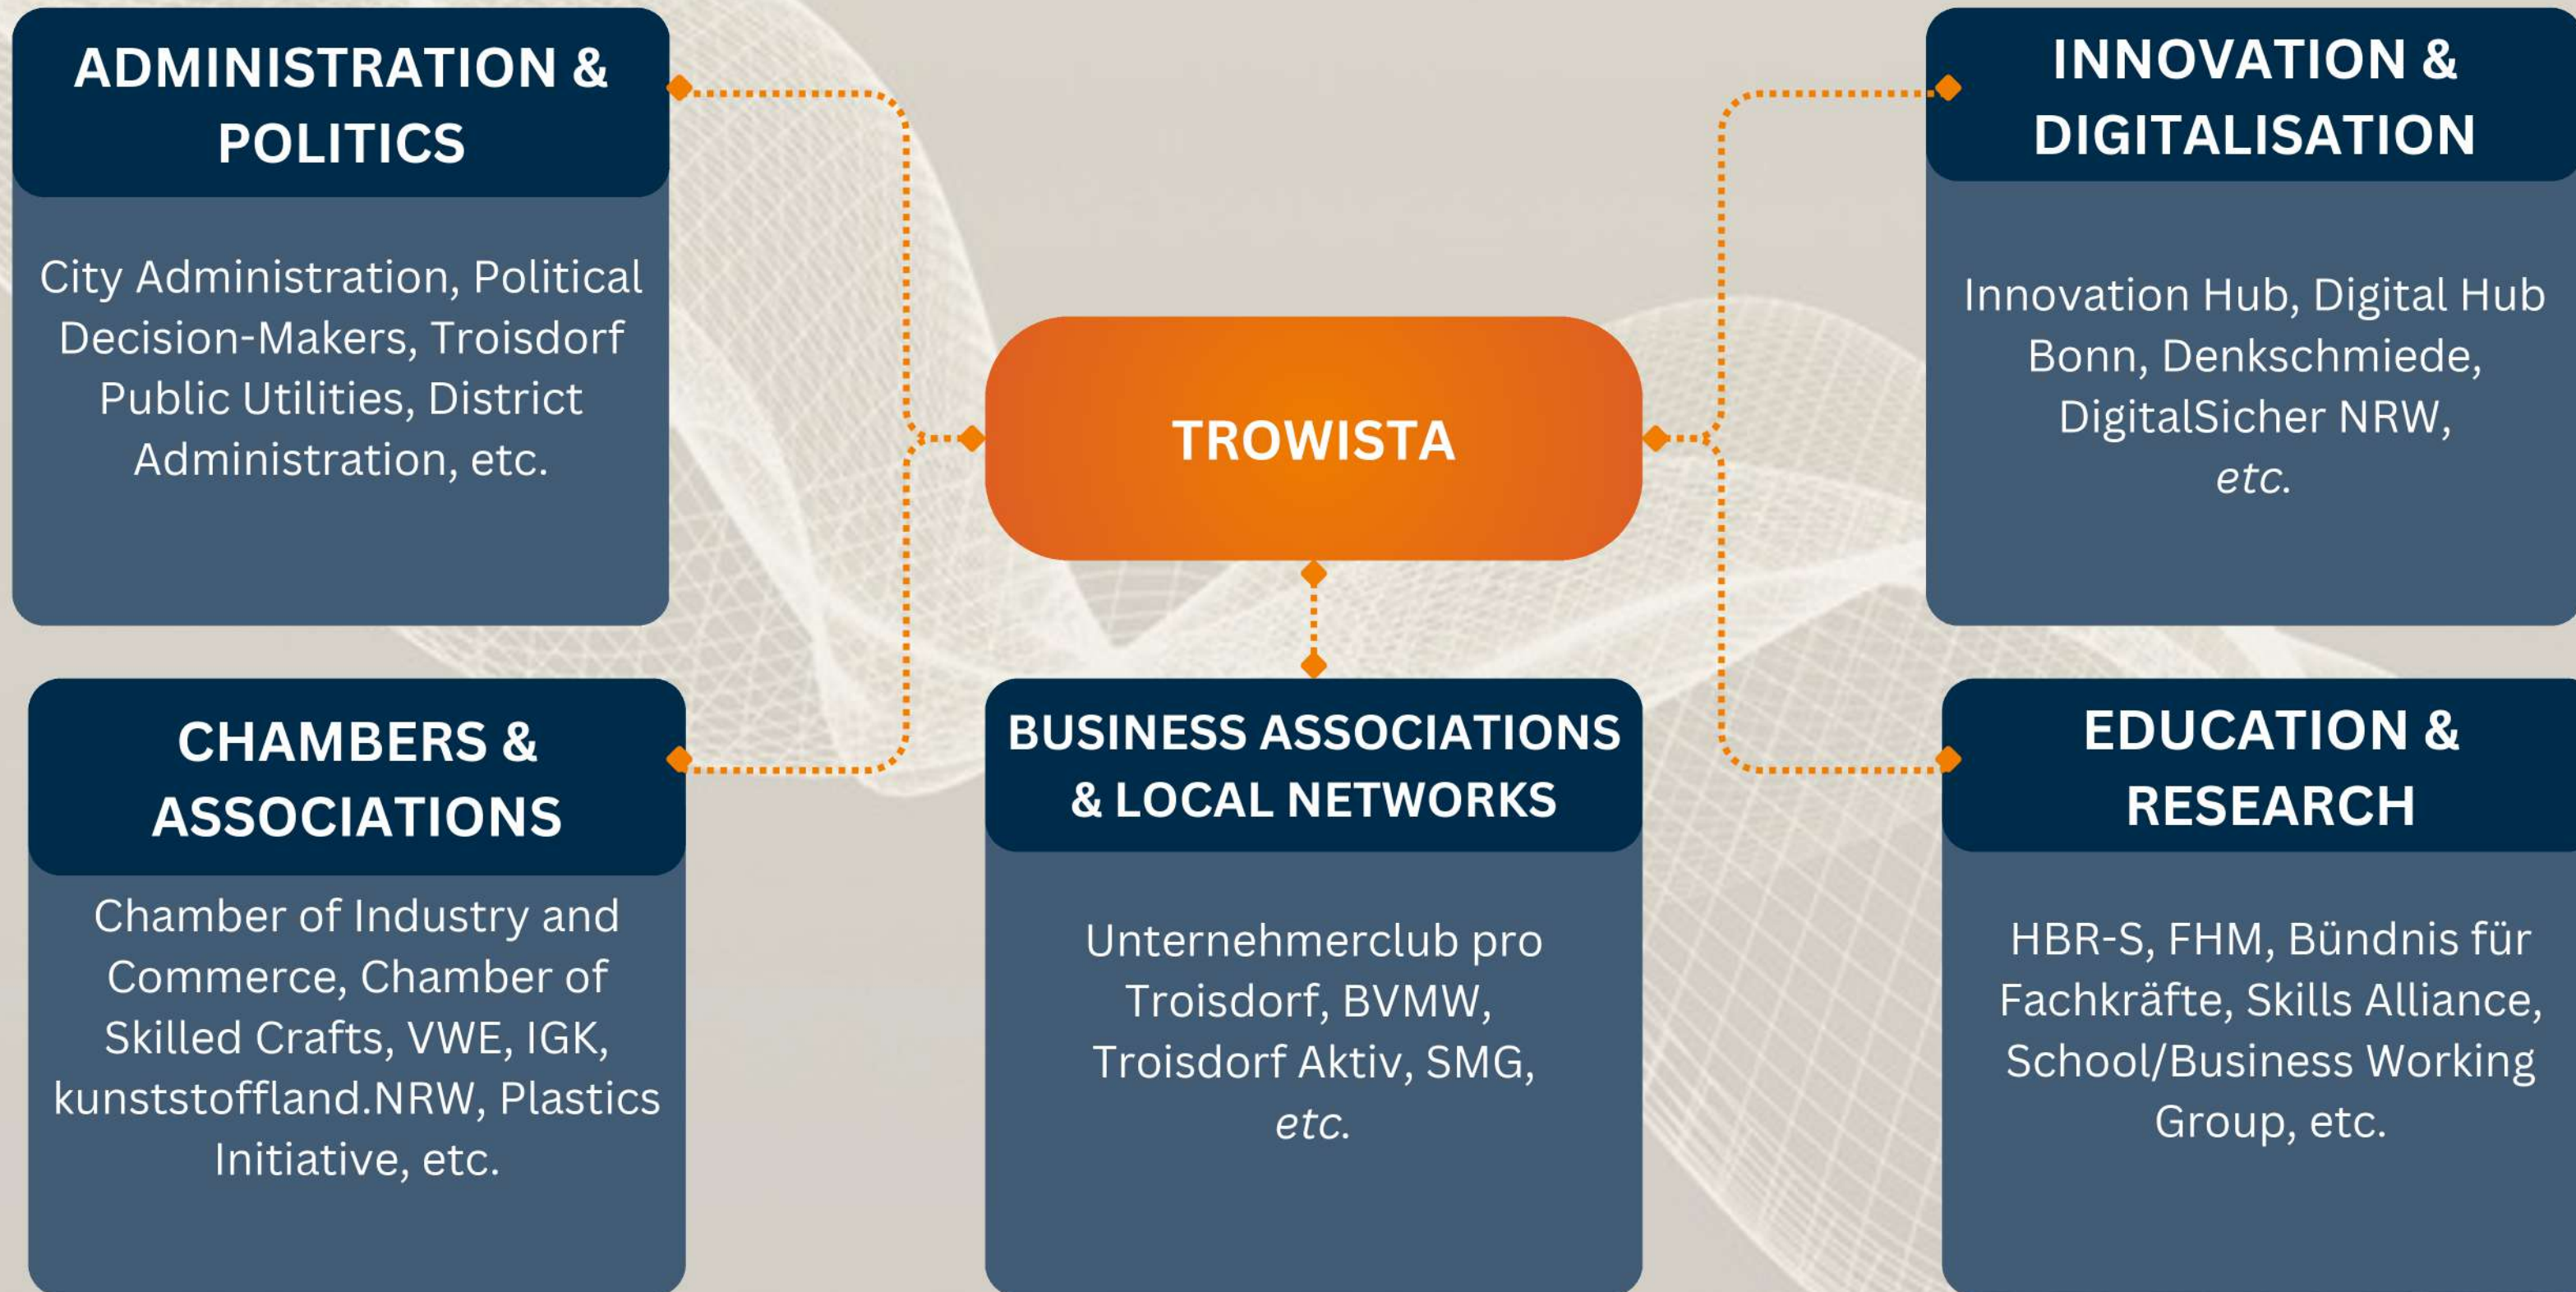 ADMINISTRATION &
POLITICS
City Administration, Political
Decision-Makers, Troisdorf
Public Utilities, District
Administration, etc.
INNOVATION &
DIGITALISATION
Innovation Hub, Digital Hub
Bonn, Denkschmiede,
DigitalSicher NRW,
etc.
TROWISTA
CHAMBERS &
ASSOCIATIONS
Chamber of Industry and
Commerce, Chamber of
Skilled Crafts, VWE, IGK,
kunststoffland.NRW, Plastics
Initiative, etc.
BUSINESS ASSOCIATIONS
& LOCAL NETWORKS
Unternehmerclub pro
Troisdorf, BVMW,
Troisdorf Aktiv, SMG,
etc.
EDUCATION &
RESEARCH
HBR-S, FHM, Bündnis für
Fachkräfte, Skills Alliance,
School/Business Working
Group, etc.